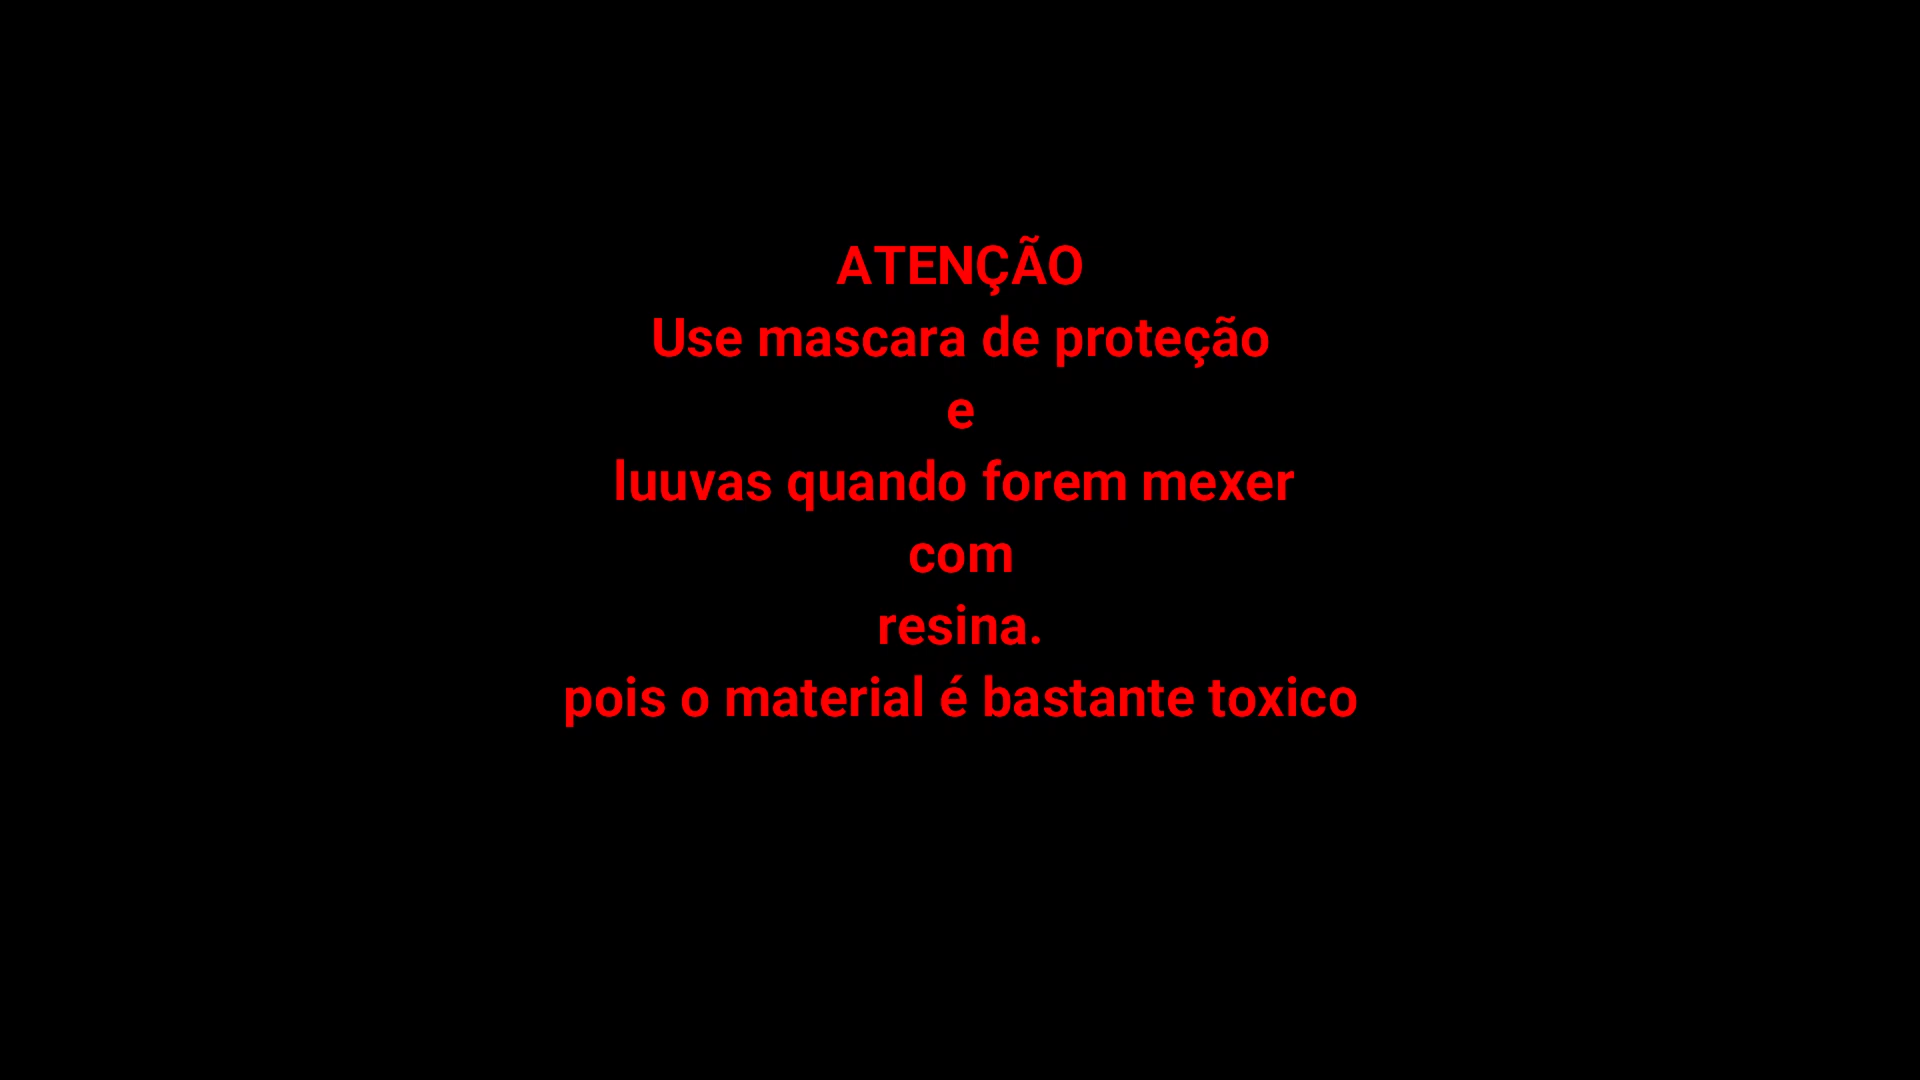 ATENÇÃO
Use mascara de proteção
e
luuvas quando forem mexer
com
resina.
pois o material é bastante toxico